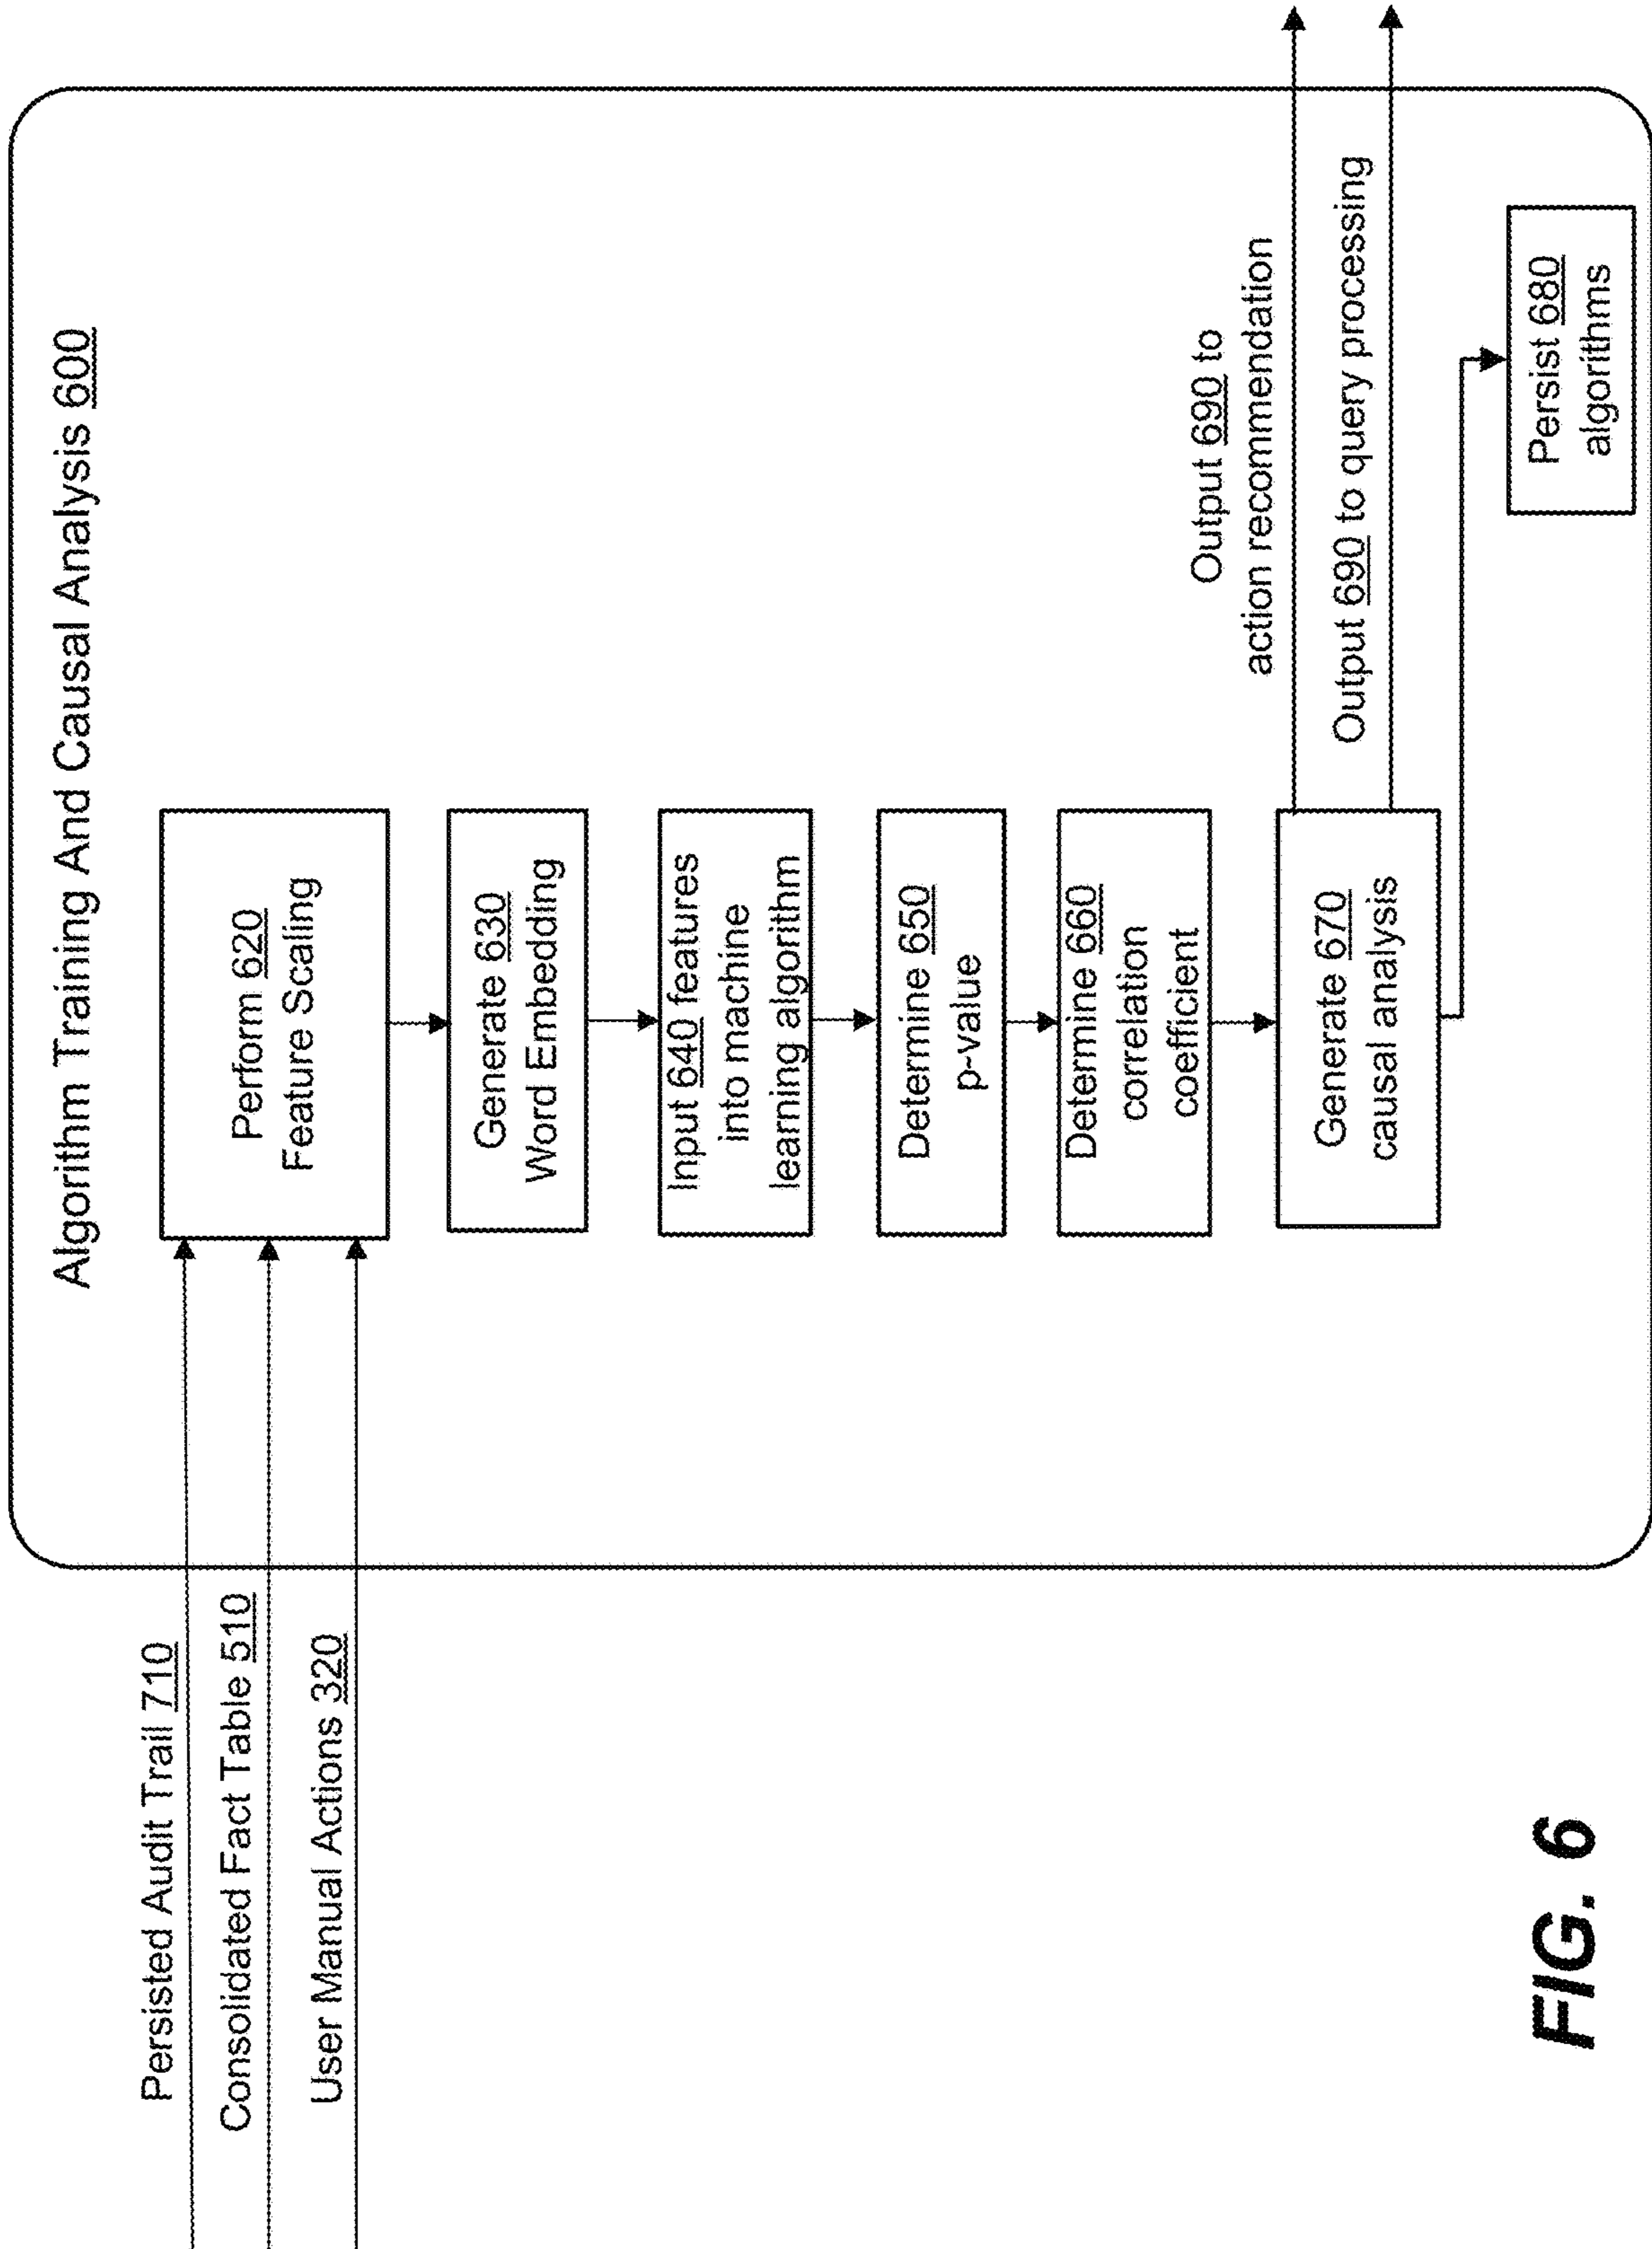 Algorithm Training And Causal Analysis 600
Persisted Audit Trail 710
Consolidated Fact Table 510
User Manual Actions 320
Perform 620
Feature Scaling
Generate 630
Word Embedding
Input 640 features
into machine
learning algorithm
Determine 650
p-value
Determine 660
correlation
coefficient
Generate 670
causal analysis
Output 690 to
action recommendation
Output 690 to query processing
Persist 680
algorithms
FIG. 6